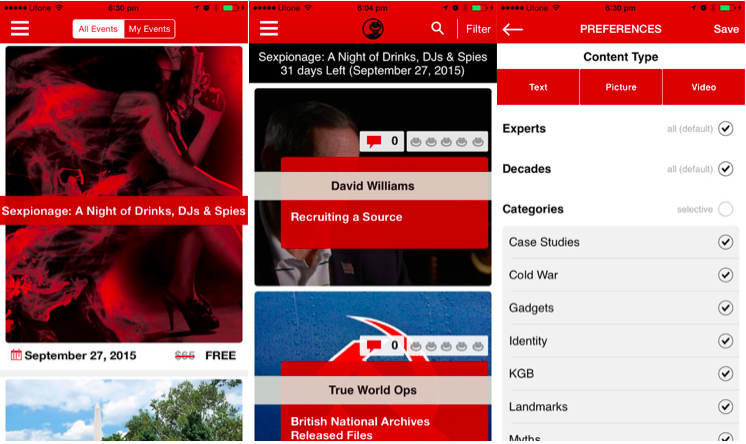 Ufone 6:30 pm
All Events My Events
Sexpionage: A Night of Drinks, DJs & Spies
September 27, 2015 $65 FREE
Ufone 6:04 pm
Filter
Sexpionage: A Night of Drinks, DJs & Spies
31 days Left (September 27, 2015)
0
David Williams
Recruiting a Source
0
True World Ops
British National Archives
Released Files
Ufone 6:30 pm
PREFERENCES Save
Content Type
Text Picture Video
Experts all (default)
Decades all (default)
Categories selective
Case Studies
Cold War
Gadgets
Identity
KGB
Landmarks
Myths